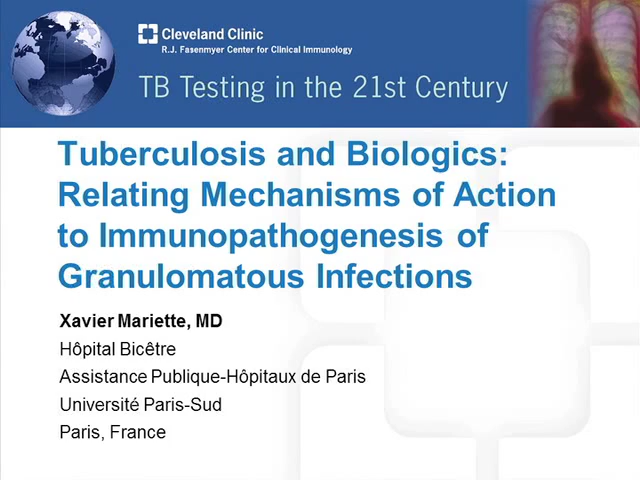 Cleveland Clinic
R.J. Fasenmyer Center for Clinical Immunology
TB Testing in the 21st Century
Tuberculosis and Biologics:
Relating Mechanisms of Action
to Immunopathogenesis of
Granulomatous Infections
Xavier Mariette, MD
Hôpital Bicêtre
Assistance Publique-Hôpitaux de Paris
Université Paris-Sud
Paris, France